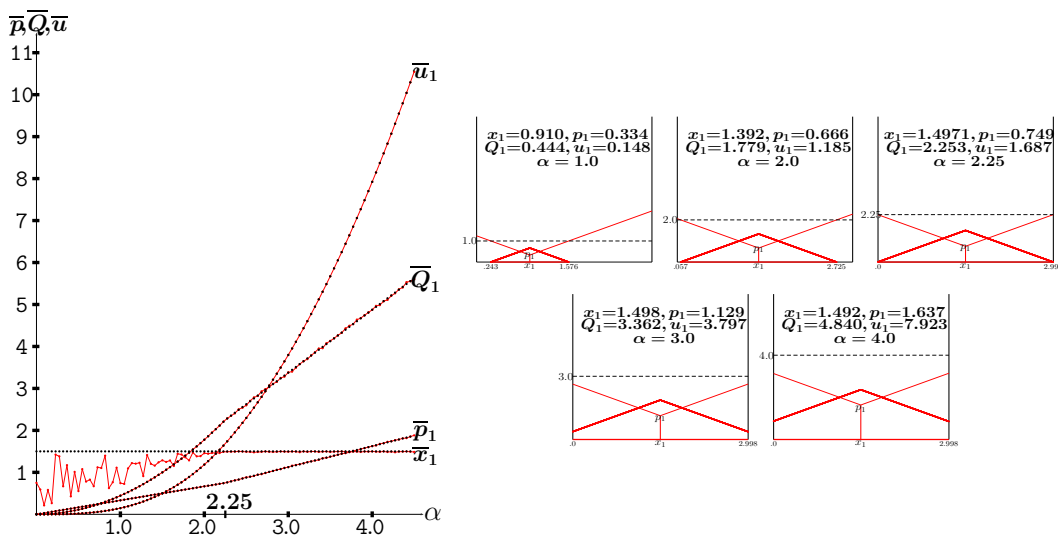 p̅,Q̅,u̅
11
10
9
8
7
6
5
4
3
2
1
u̅₁
Q̅₁
p̅₁
x̅₁
2.25
α
1.0 2.0 3.0 4.0
x₁=0.910, p₁=0.334
Q₁=0.444, u₁=0.148
α = 1.0
1.0
p₁
.243 x₁ 1.576
x₁=1.392, p₁=0.666
Q₁=1.779, u₁=1.185
α = 2.0
2.0
p₁
.057 x₁ 2.725
x₁=1.4971, p₁=0.749
Q₁=2.253, u₁=1.687
α = 2.25
2.25
p₁
.0 x₁ 2.99
x₁=1.498, p₁=1.129
Q₁=3.362, u₁=3.797
α = 3.0
3.0
p₁
.0 x₁ 2.998
x₁=1.492, p₁=1.637
Q₁=4.840, u₁=7.923
α = 4.0
4.0
p₁
.0 x₁ 2.998